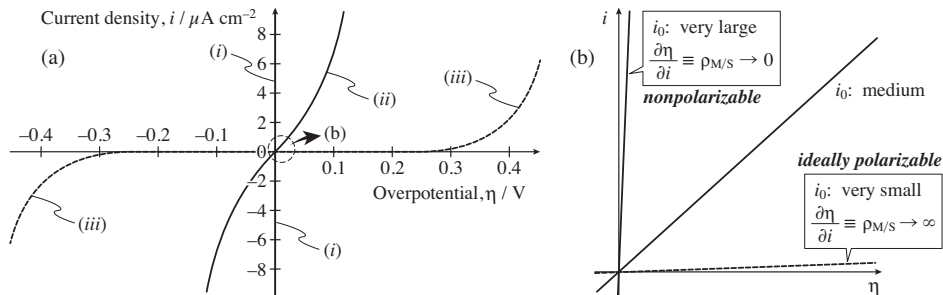 Current density, i / μA cm⁻²
(a)
8
6
4
2
0
−2
−4
−6
−8
−0.4
−0.3
−0.2
−0.1
0.1
0.2
0.3
0.4
(i)
(ii)
(iii)
(b)
Overpotential, η / V
(iii)
(i)
(b)
i
i₀: very large
∂η/∂i ≡ ρM/S → 0
nonpolarizable
i₀: medium
ideally polarizable
i₀: very small
∂η/∂i ≡ ρM/S → ∞
η